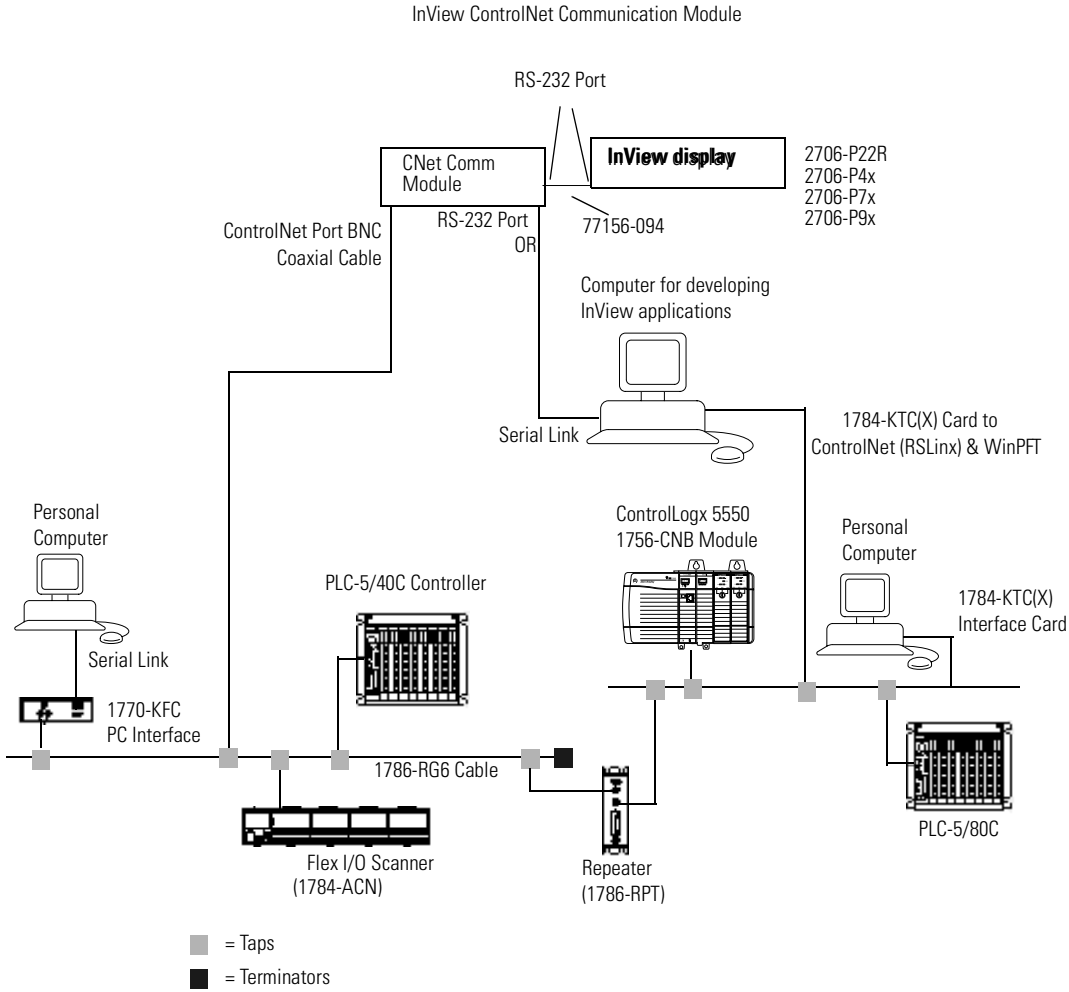 InView ControlNet Communication Module
RS-232 Port
CNet Comm
Module
InView display
2706-P22R
2706-P4x
2706-P7x
2706-P9x
ControlNet Port BNC
Coaxial Cable
RS-232 Port
OR
77156-094
Computer for developing
InView applications
Serial Link
1784-KTC(X) Card to
ControlNet (RSLinx) & WinPFT
Personal
Computer
Serial Link
1770-KFC
PC Interface
PLC-5/40C Controller
ControlLogx 5550
1756-CNB Module
Personal
Computer
1784-KTC(X)
Interface Card
1786-RG6 Cable
Flex I/O Scanner
(1784-ACN)
Repeater
(1786-RPT)
PLC-5/80C
= Taps
= Terminators